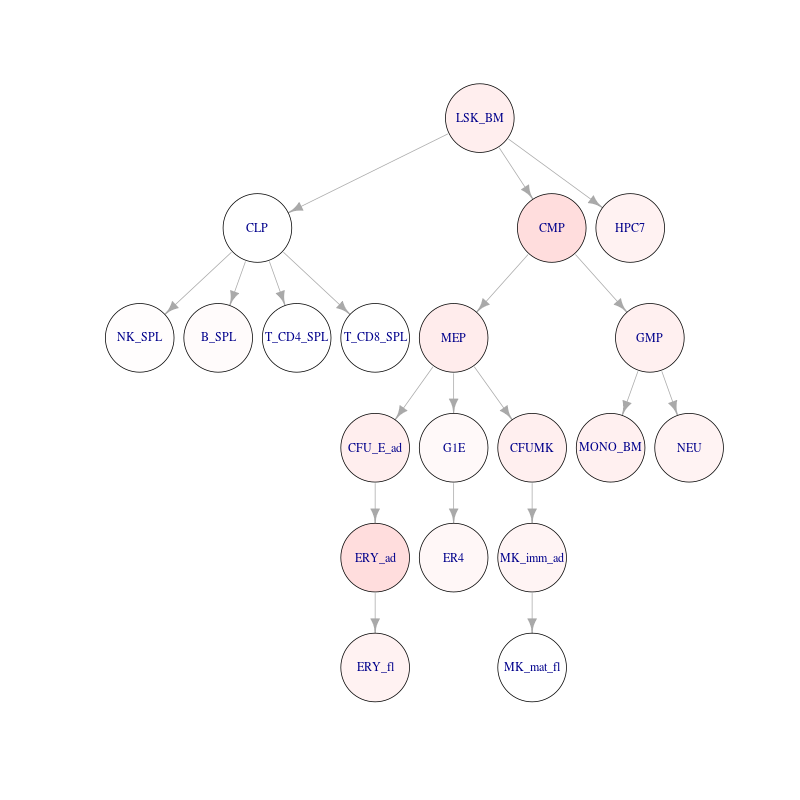 LSK_BM
CLP
CMP
HPC7
NK_SPL
B_SPL
T_CD4_SPL
T_CD8_SPL
MEP
GMP
CFU_E_ad
G1E
CFUMK
MONO_BM
NEU
ERY_ad
ER4
MK_imm_ad
ERY_fl
MK_mat_fl